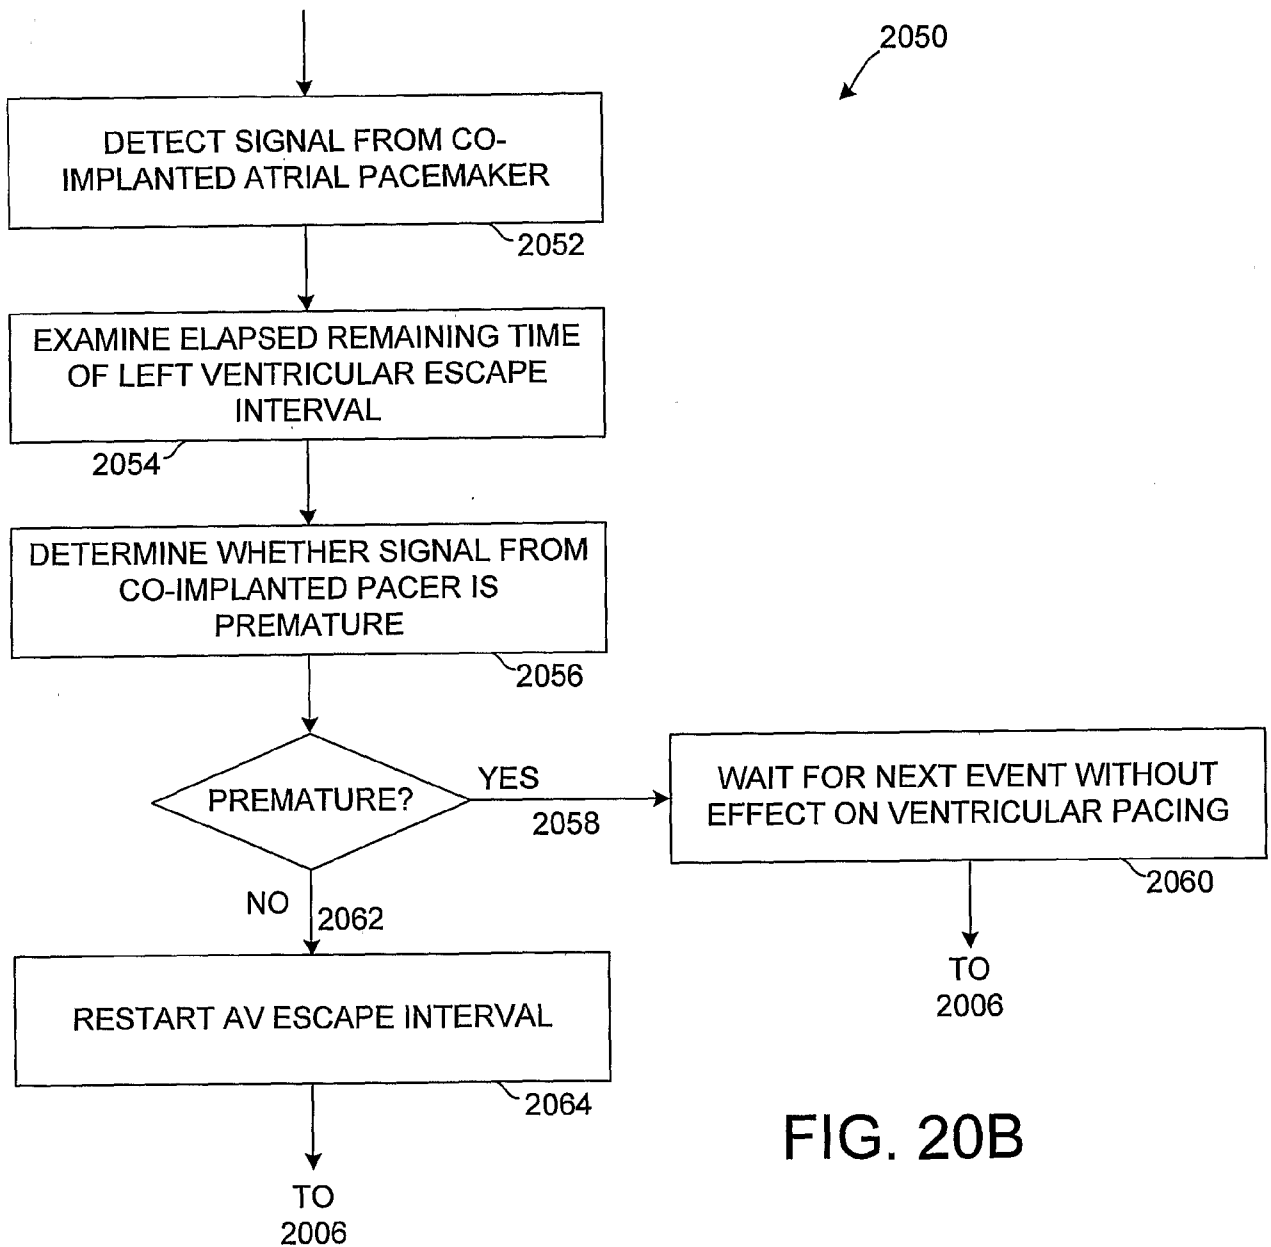 2050
DETECT SIGNAL FROM CO-
IMPLANTED ATRIAL PACEMAKER
2052
EXAMINE ELAPSED REMAINING TIME
OF LEFT VENTRICULAR ESCAPE
INTERVAL
2054
DETERMINE WHETHER SIGNAL FROM
CO-IMPLANTED PACER IS
PREMATURE
2056
PREMATURE?
YES
2058
WAIT FOR NEXT EVENT WITHOUT
EFFECT ON VENTRICULAR PACING
2060
TO
2006
NO
2062
RESTART AV ESCAPE INTERVAL
2064
TO
2006
FIG. 20B